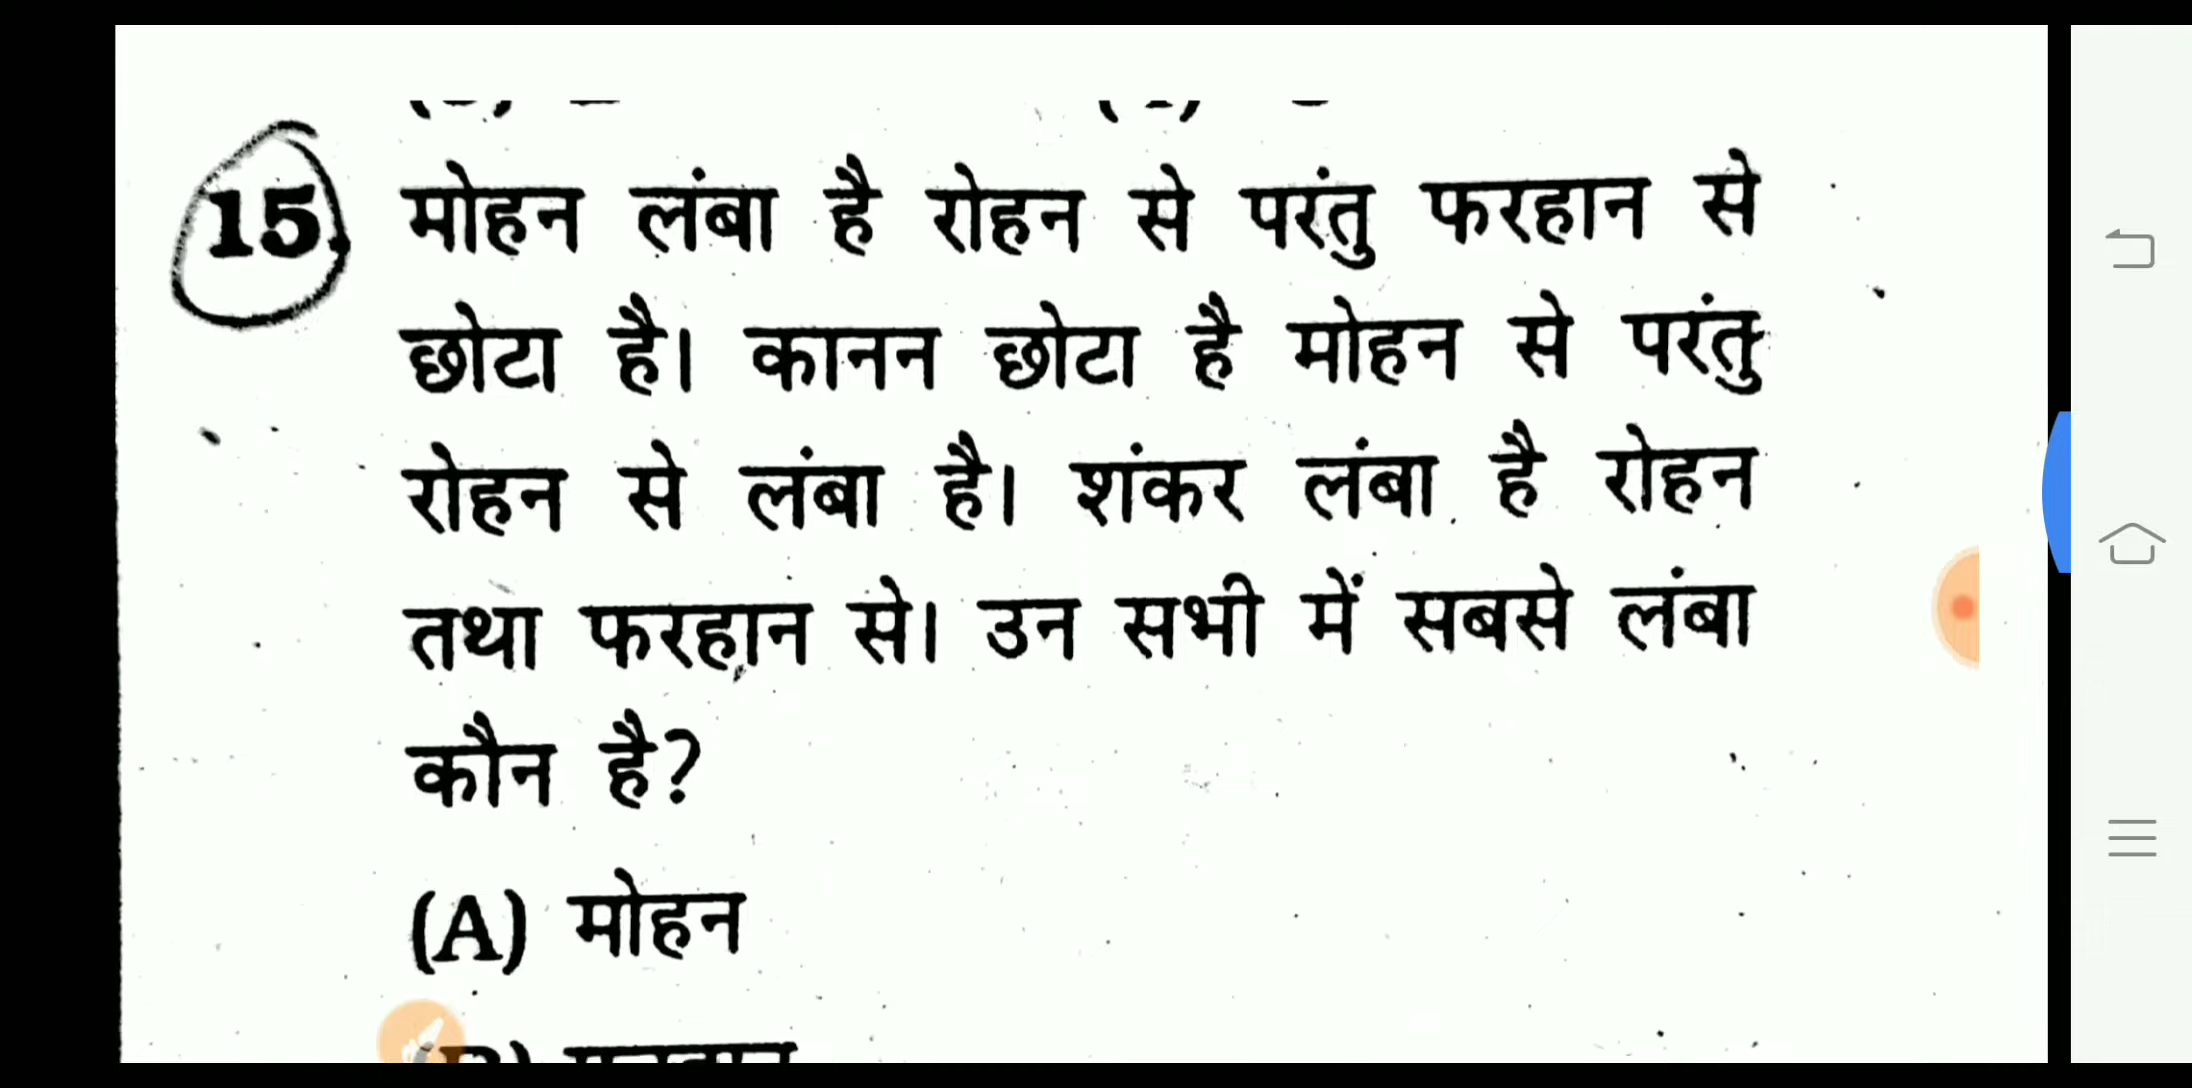 15. मोहन लंबा है रोहन से परंतु फरहान से
छोटा है। कानन छोटा है मोहन से परंतु
रोहन से लंबा है। शंकर लंबा है रोहन
तथा फरहान से। उन सभी में सबसे लंबा
कौन है?
(A) मोहन